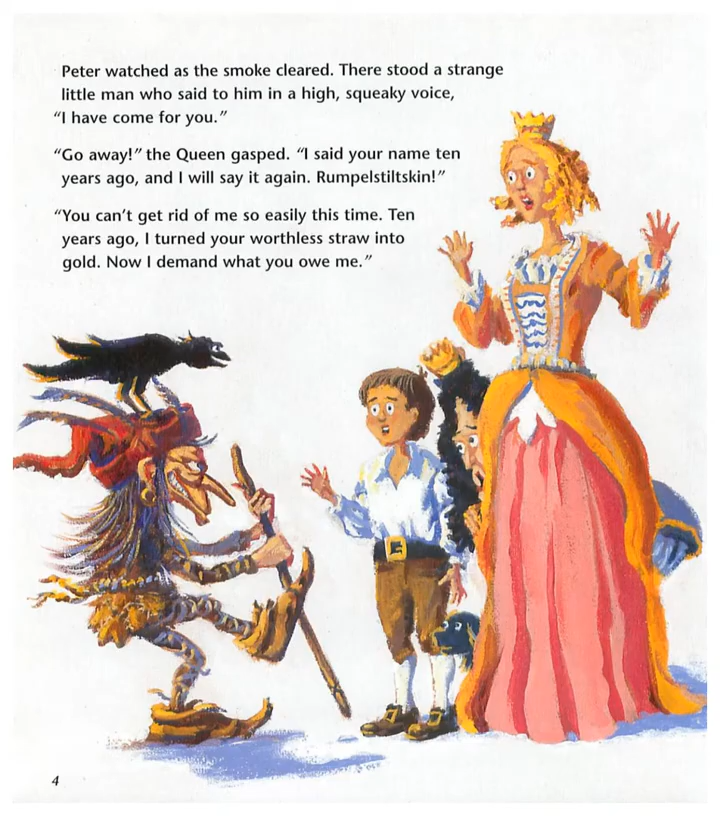 Peter watched as the smoke cleared. There stood a strange
little man who said to him in a high, squeaky voice,
“I have come for you.”
“Go away!” the Queen gasped. “I said your name ten
years ago, and I will say it again. Rumpelstiltskin!”
“You can’t get rid of me so easily this time. Ten
years ago, I turned your worthless straw into
gold. Now I demand what you owe me.”
4